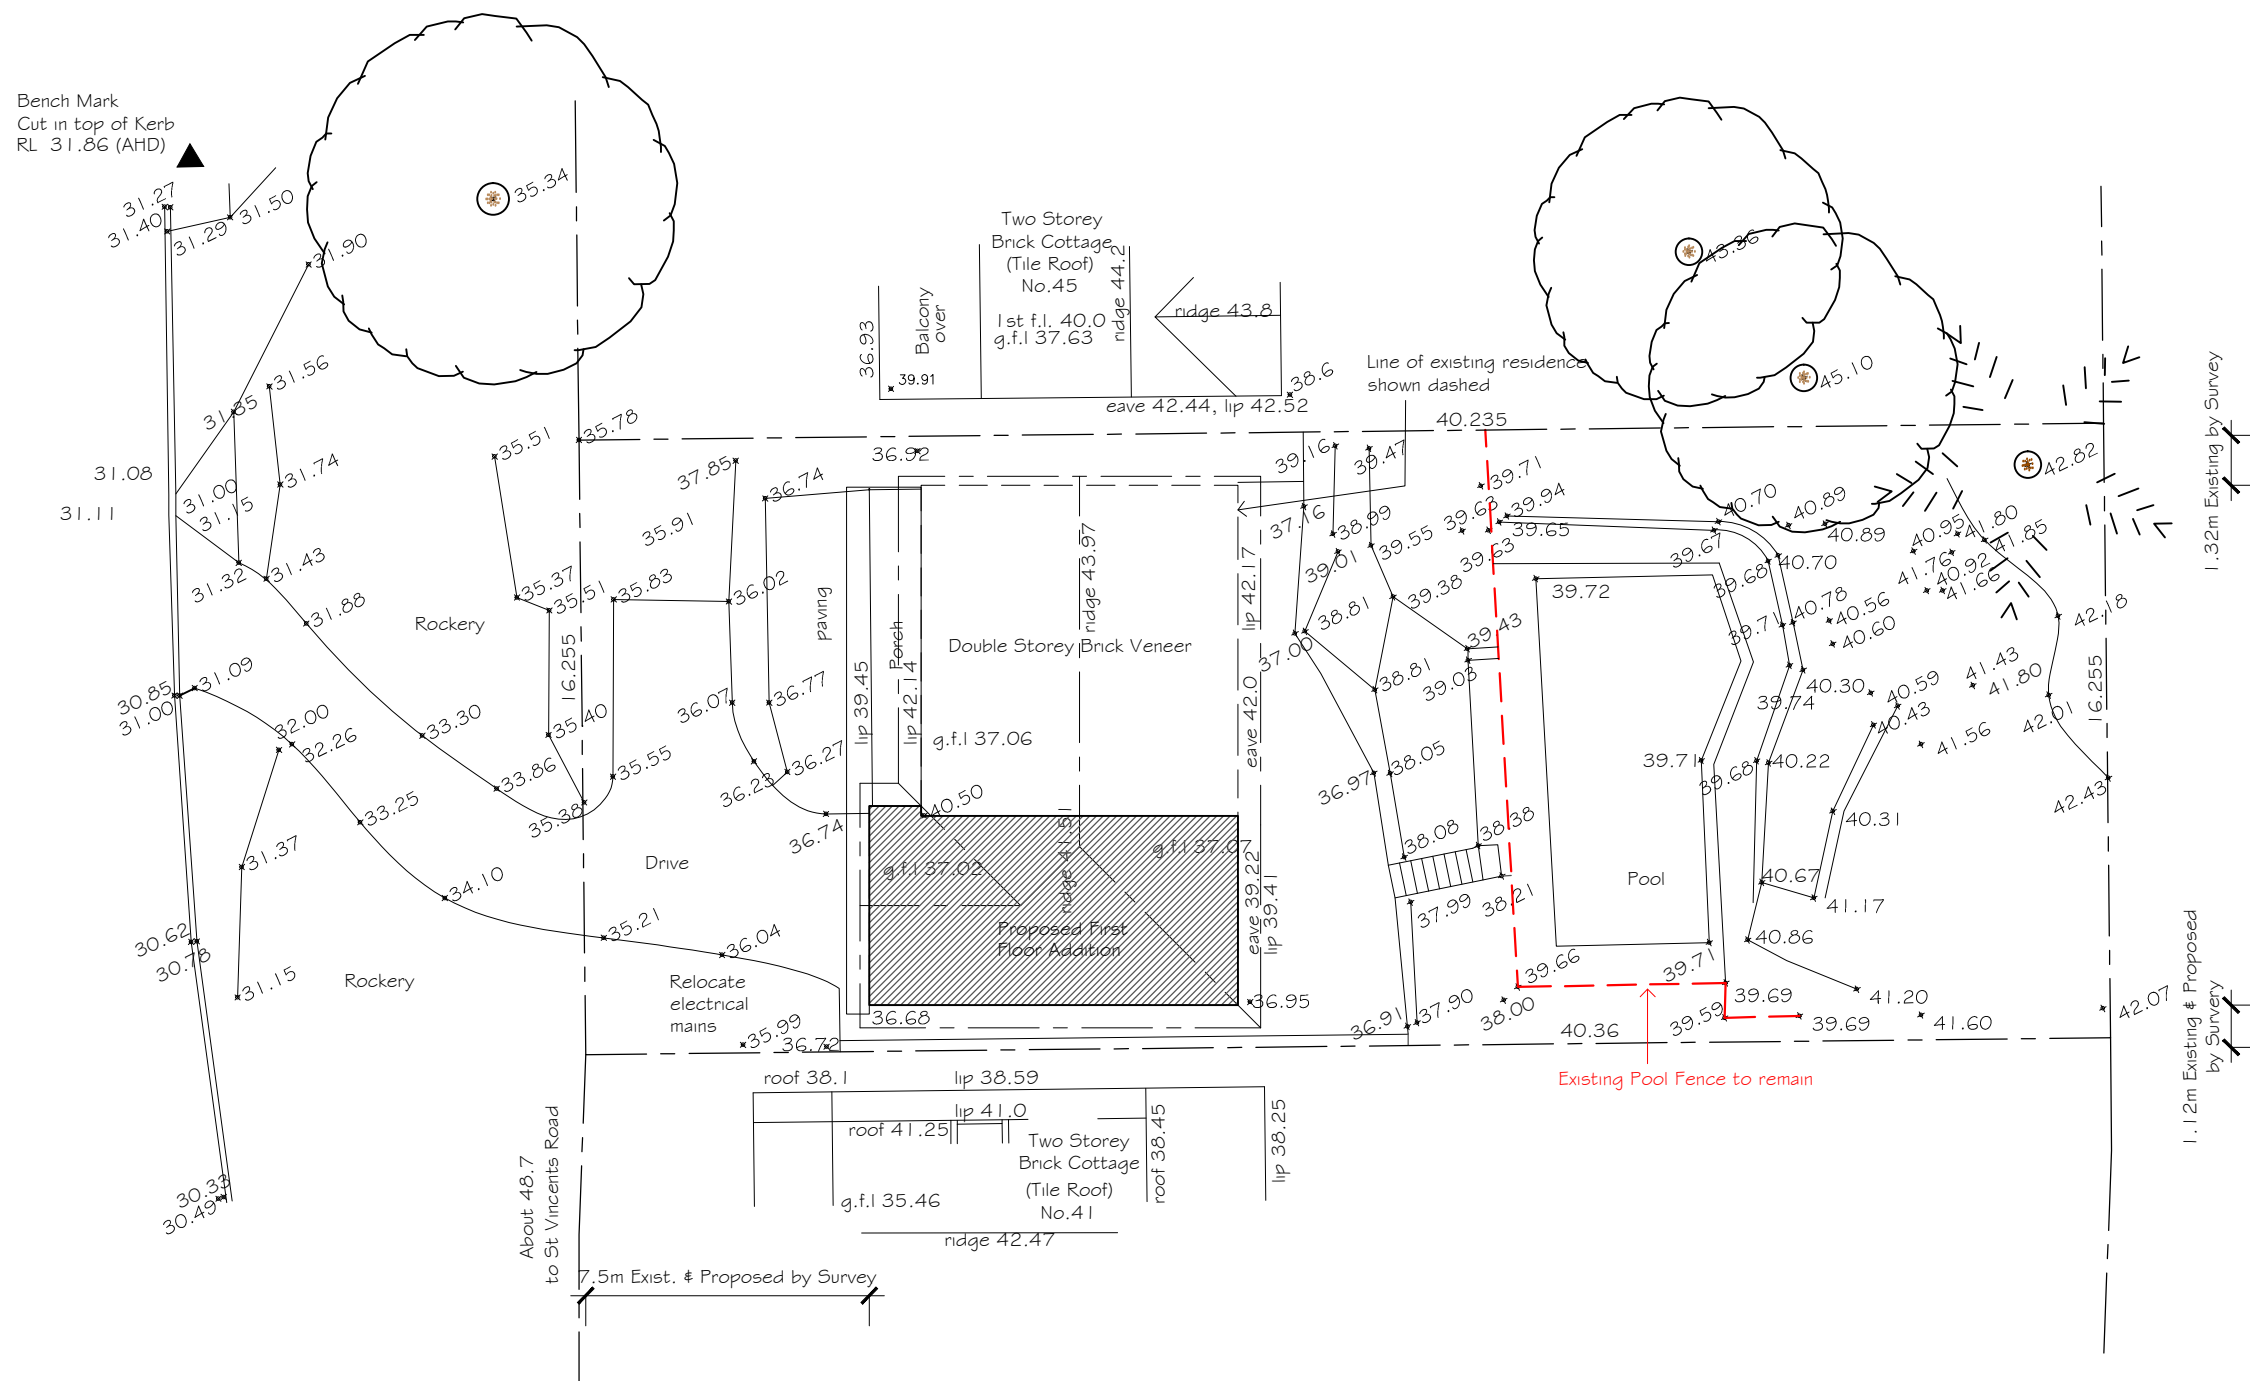 Bench Mark
Cut in top of Kerb
RL 31.86 (AHD)
31.27
31.40
31.29
31.50
31.90
35.34
31.56
31.85
31.08
31.11
31.00
31.15
31.74
31.32
31.43
31.88
Rockery
35.51
35.78
35.37
35.51
35.83
16.255
30.85
31.00
31.09
32.00
32.26
33.30
33.86
35.40
35.55
35.38
33.25
31.37
34.10
35.21
36.04
30.62
30.78
31.15
Rockery
30.33
30.49
Drive
Relocate
electrical
mains
35.99
36.72
37.85
35.91
36.02
36.07
36.23
36.27
36.74
36.77
36.74
paving
Porch
lip 39.45
lip 42.14
36.92
36.93
Balcony
over
39.91
Two Storey
Brick Cottage
(Tile Roof)
No.45
1st f.l. 40.0
g.f.l 37.63
ridge 44.2
ridge 43.8
38.6
eave 42.44, lip 42.52
Line of existing residence
shown dashed
40.235
ridge 43.97
Double Storey Brick Veneer
g.f.l 37.06
40.50
ridge 41.51
g.f.l 37.02
g.f.l 37.07
Proposed First
Floor Addition
lip 42.17
eave 42.0
eave 39.22
lip 39.41
36.68
36.95
39.16
39.47
37.16
38.99
39.01
39.55
38.81
37.00
39.38
39.43
38.81
39.03
36.97
38.05
38.08
38.38
37.99
38.21
36.91
37.90
38.00
39.71
39.63
39.94
39.65
39.63
39.72
39.67
39.68
40.70
40.89
40.89
40.70
40.78
39.71
40.56
40.60
40.30
39.74
39.71
39.68
40.22
40.59
40.43
40.31
40.67
41.17
40.86
41.20
Pool
39.66
39.71
39.69
39.59
39.69
41.60
40.36
Existing Pool Fence to remain
43.36
45.10
42.82
40.95
41.80
41.85
41.76
40.92
41.66
42.18
41.43
41.80
41.56
42.01
16.255
42.43
42.07
1.32m Existing by Survey
1.12m Existing & Proposed
by Survery
roof 38.1
lip 38.59
lip 41.0
roof 41.25
Two Storey
Brick Cottage
(Tile Roof)
No.41
g.f.l 35.46
ridge 42.47
roof 38.45
lip 38.25
About 48.7
to St Vincents Road
7.5m Exist. & Proposed by Survey